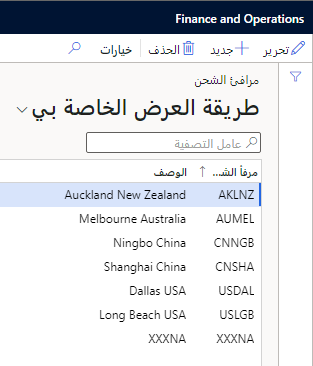 Finance and Operations
تحرير جديد الحذف خيارات
مرافئ الشحن
طريقة العرض الخاصة بي
عامل التصفية
مرفأ الش... ↑ الوصف
AKLNZ Auckland New Zealand
AUMEL Melbourne Australia
CNNGB Ningbo China
CNSHA Shanghai China
USDAL Dallas USA
USLGB Long Beach USA
XXXNA XXXNA